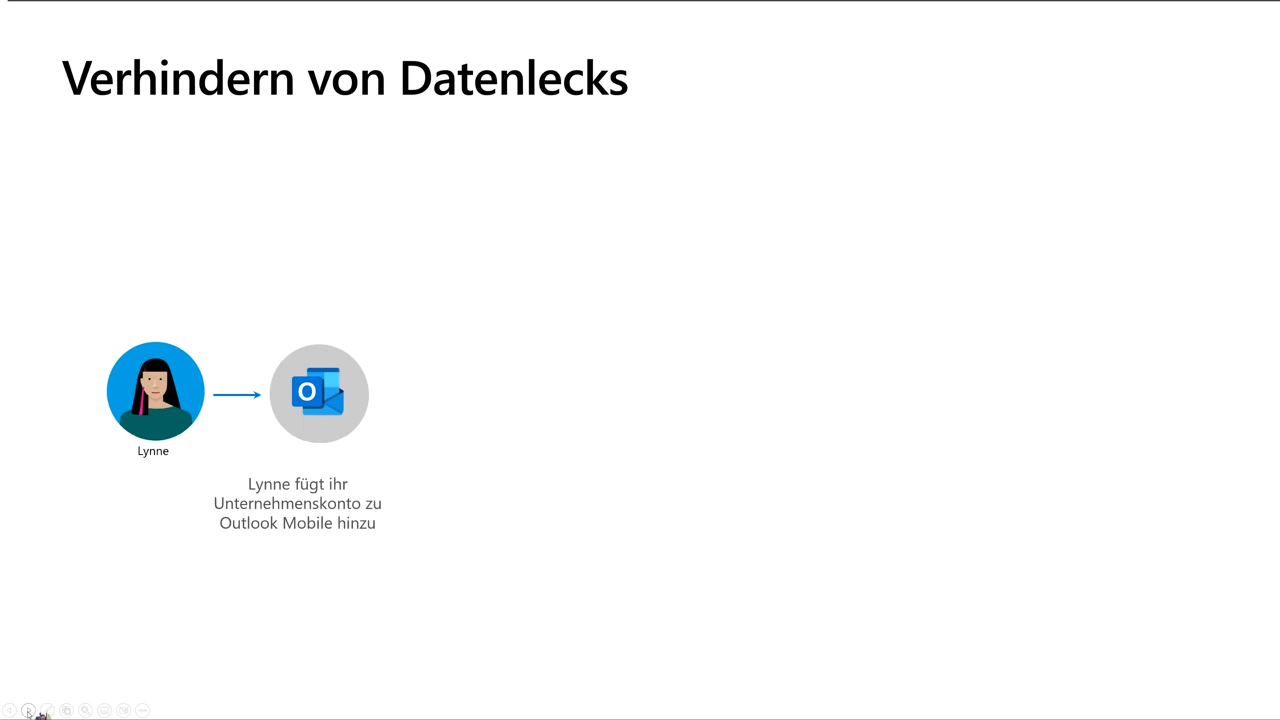 Verhindern von Datenlecks
O
Lynne
Lynne fügt ihr
Unternehmenskonto zu
Outlook Mobile hinzu